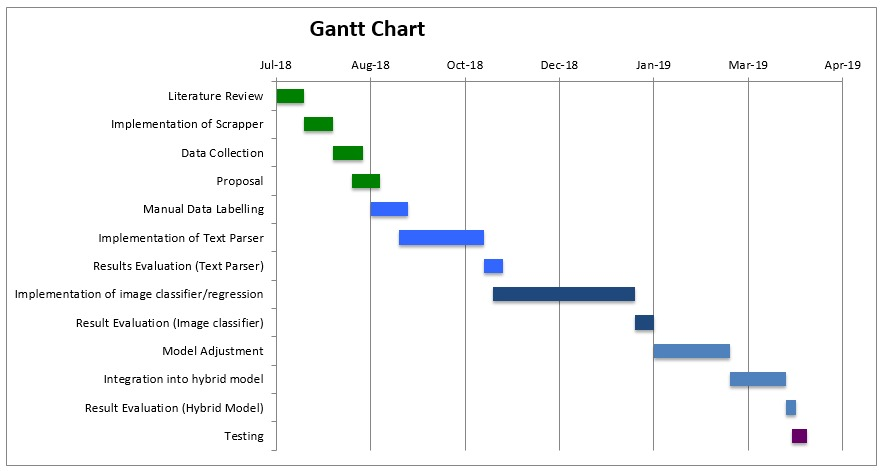 Gantt Chart
Jul-18 Aug-18 Oct-18 Dec-18 Jan-19 Mar-19 Apr-19
Literature Review
Implementation of Scrapper
Data Collection
Proposal
Manual Data Labelling
Implementation of Text Parser
Results Evaluation (Text Parser)
Implementation of image classifier/regression
Result Evaluation (Image classifier)
Model Adjustment
Integration into hybrid model
Result Evaluation (Hybrid Model)
Testing